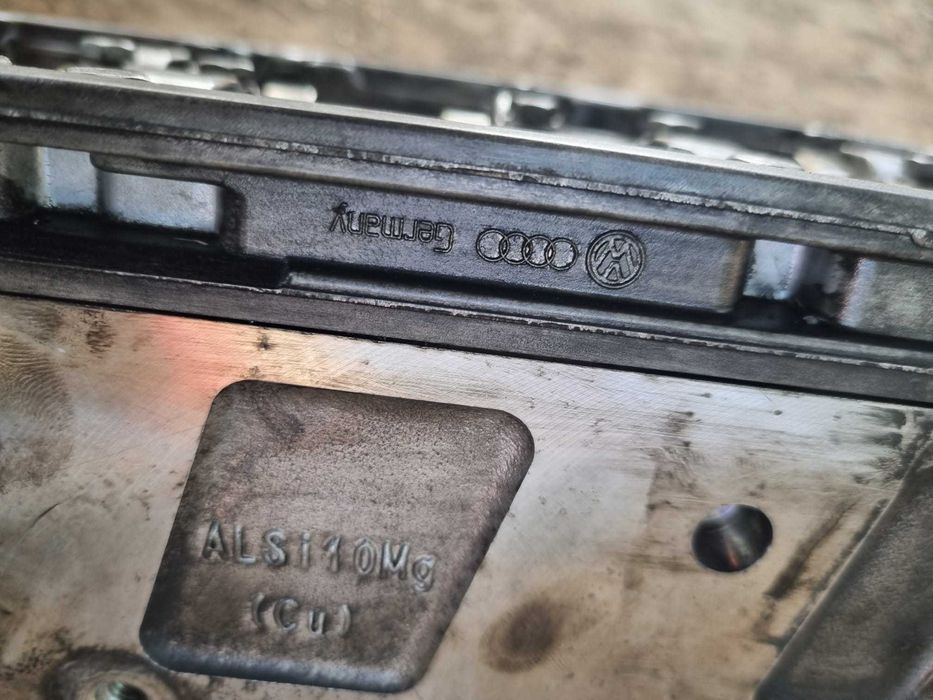 Germany
ALSi10Mg
(Cu)